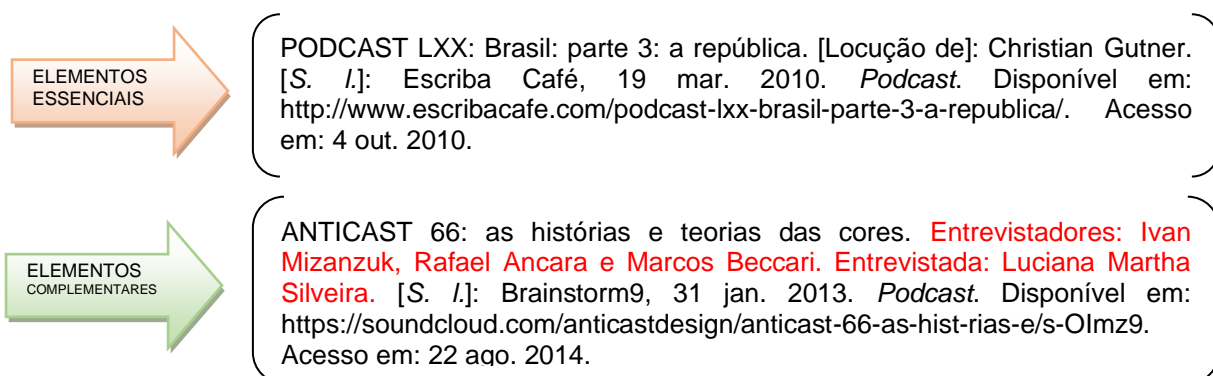 ELEMENTOS
ESSENCIAIS
PODCAST LXX: Brasil: parte 3: a república. [Locução de]: Christian Gutner.
[S. l.]: Escriba Café, 19 mar. 2010. Podcast. Disponível em:
http://www.escribacafe.com/podcast-lxx-brasil-parte-3-a-republica/. Acesso
em: 4 out. 2010.
ELEMENTOS
COMPLEMENTARES
ANTICAST 66: as histórias e teorias das cores. Entrevistadores: Ivan
Mizanzuk, Rafael Ancara e Marcos Beccari. Entrevistada: Luciana Martha
Silveira. [S. l.]: Brainstorm9, 31 jan. 2013. Podcast. Disponível em:
https://soundcloud.com/anticastdesign/anticast-66-as-hist-rias-e/s-OImz9.
Acesso em: 22 ago. 2014.